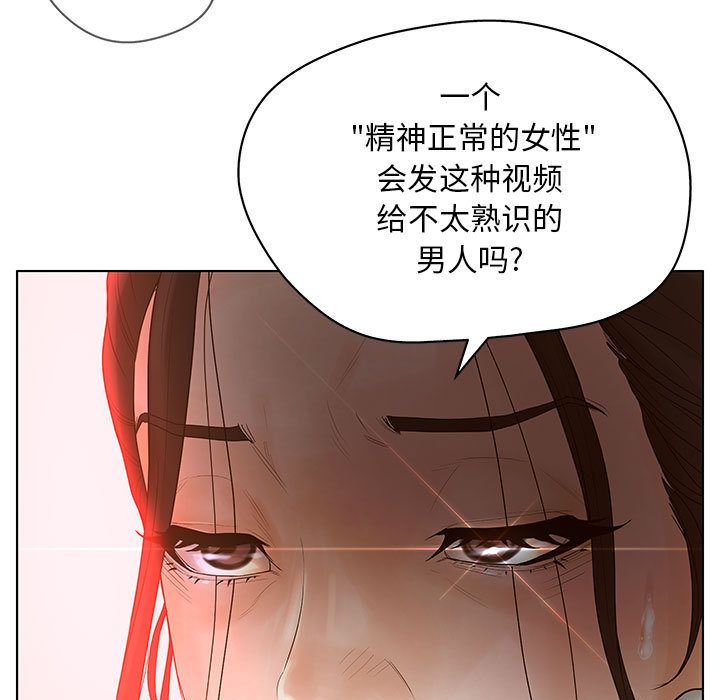 一个
"精神正常的女性"
会发这种视频
给不太熟识的
男人吗?